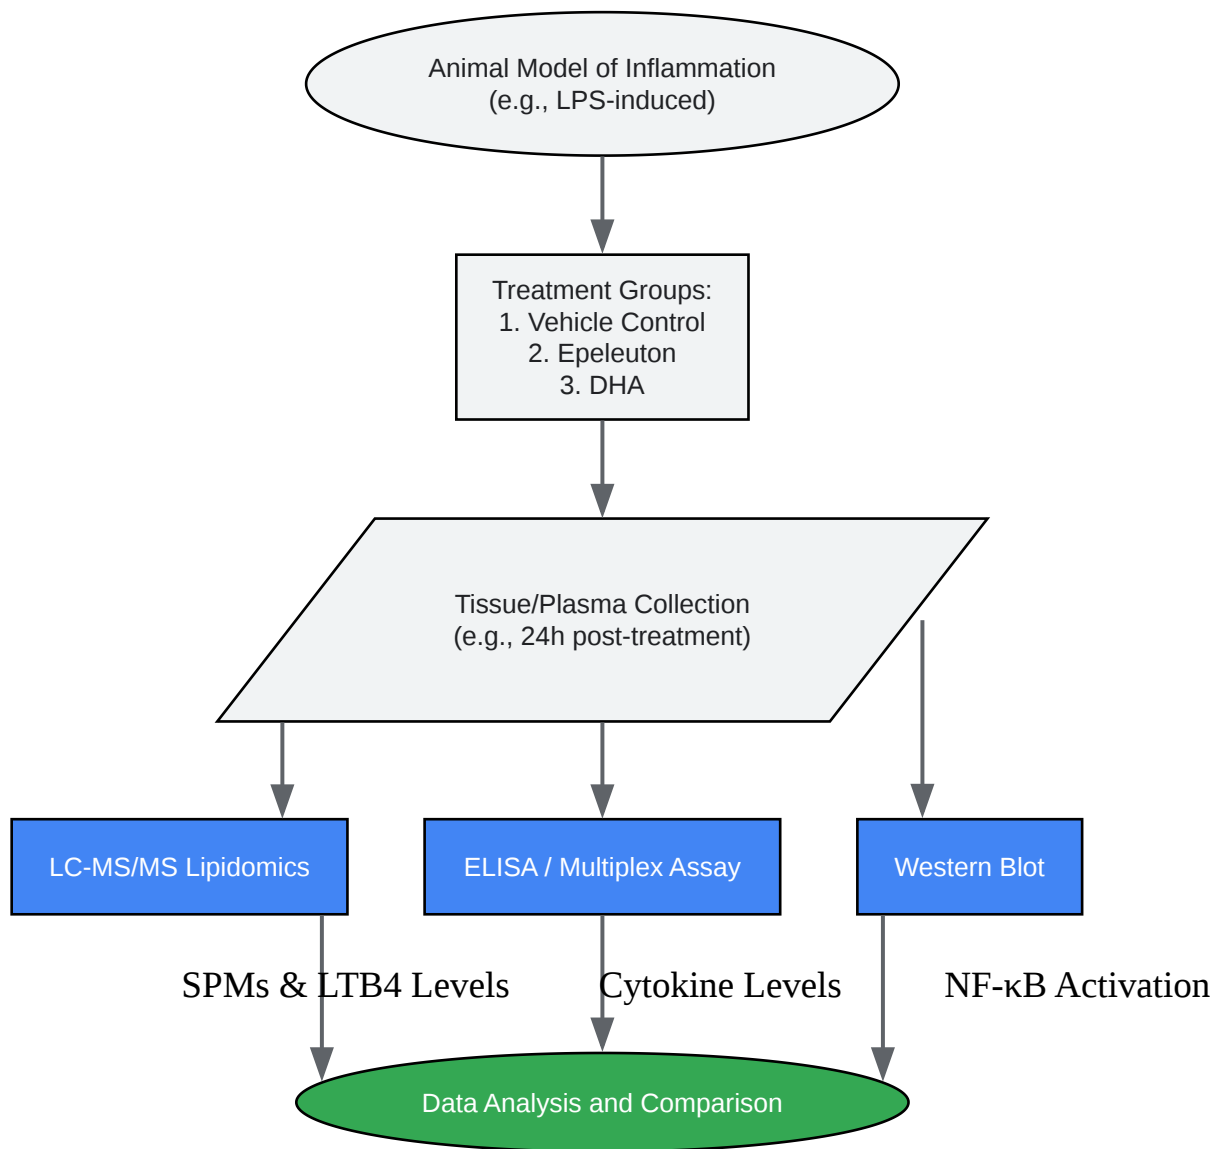 Animal Model of Inflammation
(e.g., LPS-induced)
Treatment Groups:
1. Vehicle Control
2. Epeleuton
3. DHA
Tissue/Plasma Collection
(e.g., 24h post-treatment)
LC-MS/MS Lipidomics
ELISA / Multiplex Assay
Western Blot
SPMs & LTB4 Levels
Cytokine Levels
NF-κB Activation
Data Analysis and Comparison